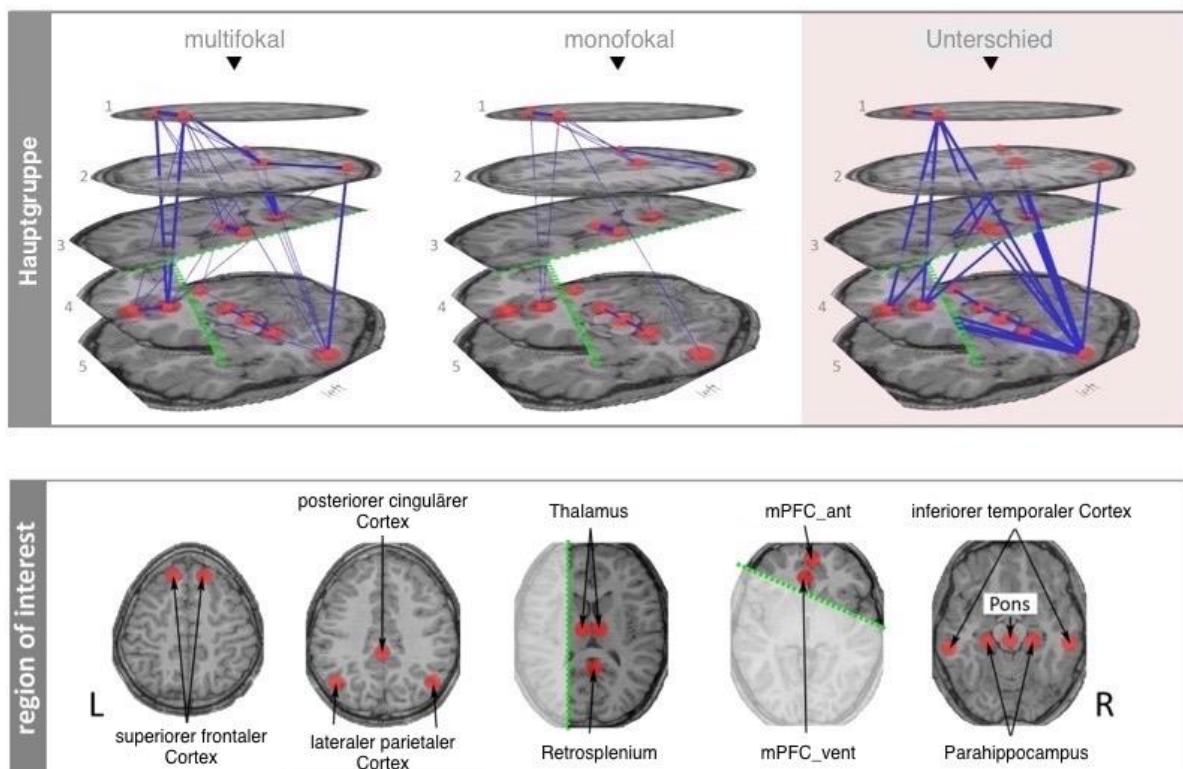 Hauptgruppe
multifokal
1
2
3
4
5
left
monofokal
1
2
3
4
5
left
Unterschied
1
2
3
4
5
left
region of interest
L
superiorer frontaler
Cortex
posteriorer cingulärer
Cortex
lateraler parietaler
Cortex
Thalamus
Retrosplenium
mPFC_ant
mPFC_vent
inferiorer temporaler Cortex
Pons
R
Parahippocampus